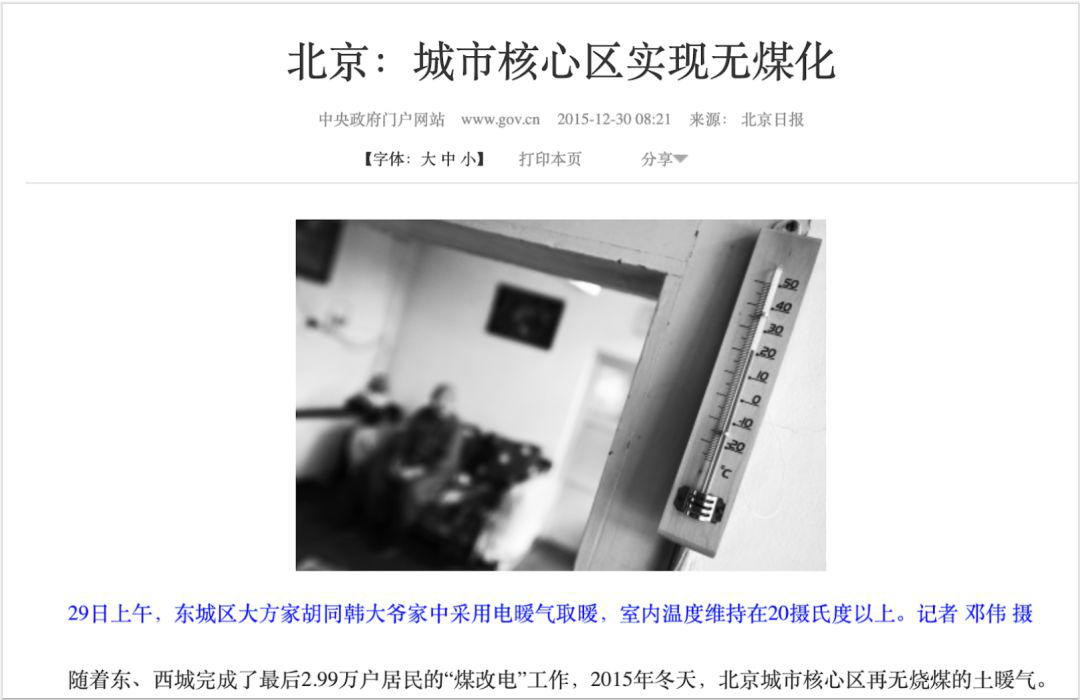 北京：城市核心区实现无煤化
中央政府门户网站 www.gov.cn 2015-12-30 08:21 来源： 北京日报
【字体：大 中 小】 打印本页 分享
50
40
30
20
10
0
-10
-20
°C
29日上午，东城区大方家胡同韩大爷家中采用电暖气取暖，室内温度维持在20摄氏度以上。记者 邓伟 摄
随着东、西城完成了最后2.99万户居民的“煤改电”工作，2015年冬天，北京城市核心区再无烧煤的土暖气。